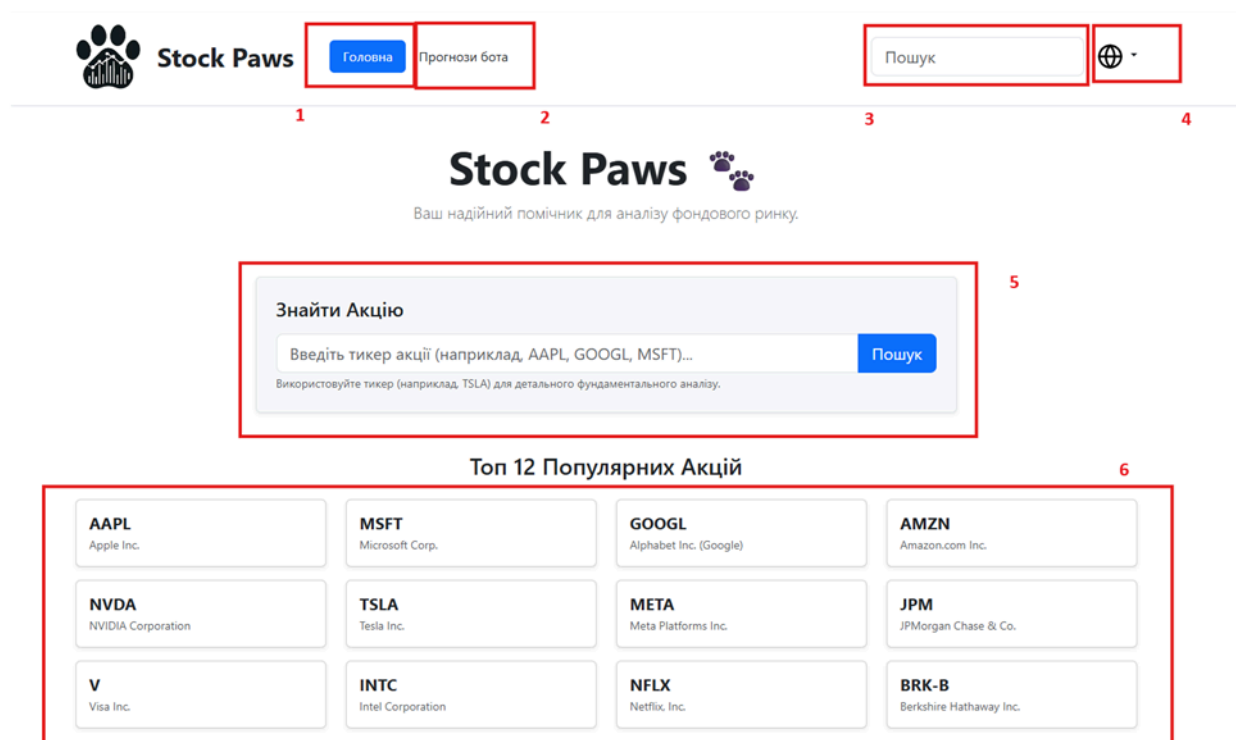 Stock Paws
Головна
Прогнози бота
Пошук
1
2
3
4
Stock Paws
Ваш надійний помічник для аналізу фондового ринку.
5
Знайти Акцію
Введіть тикер акції (наприклад, AAPL, GOOGL, MSFT)...
Пошук
Використовуйте тикер (наприклад, TSLA) для детального фундаментального аналізу.
Топ 12 Популярних Акцій
6
AAPL
Apple Inc.
MSFT
Microsoft Corp.
GOOGL
Alphabet Inc. (Google)
AMZN
Amazon.com Inc.
NVDA
NVIDIA Corporation
TSLA
Tesla Inc.
META
Meta Platforms Inc.
JPM
JPMorgan Chase & Co.
V
Visa Inc.
INTC
Intel Corporation
NFLX
Netflix, Inc.
BRK-B
Berkshire Hathaway Inc.